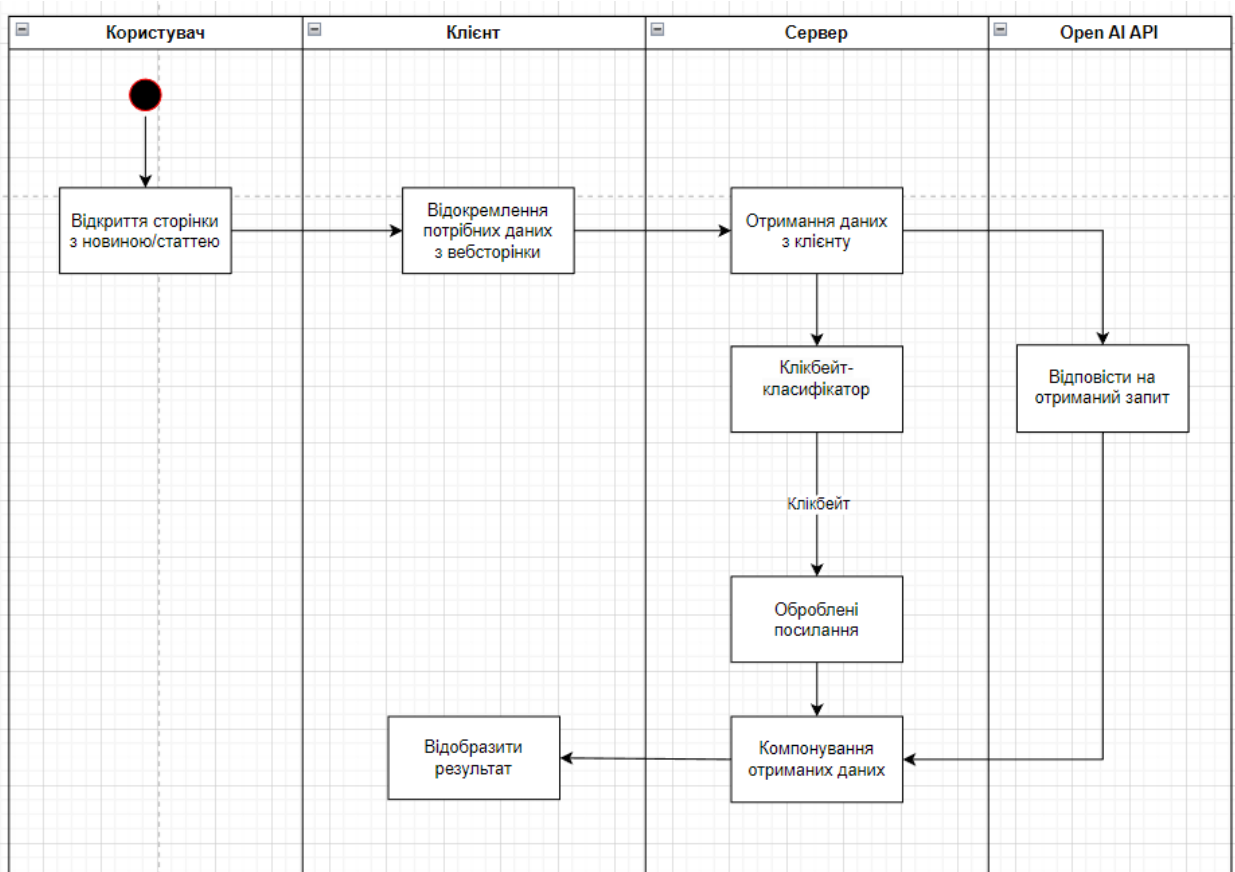 Користувач
Клієнт
Сервер
Open AI API
Відкриття сторінки
з новиною/статтею
Відокремлення
потрібних даних
з вебсторінки
Отримання даних
з клієнту
Клікбейт-
класифікатор
Відповісти на
отриманий запит
Клікбейт
Оброблені
посилання
Відобразити
результат
Компонування
отриманих даних